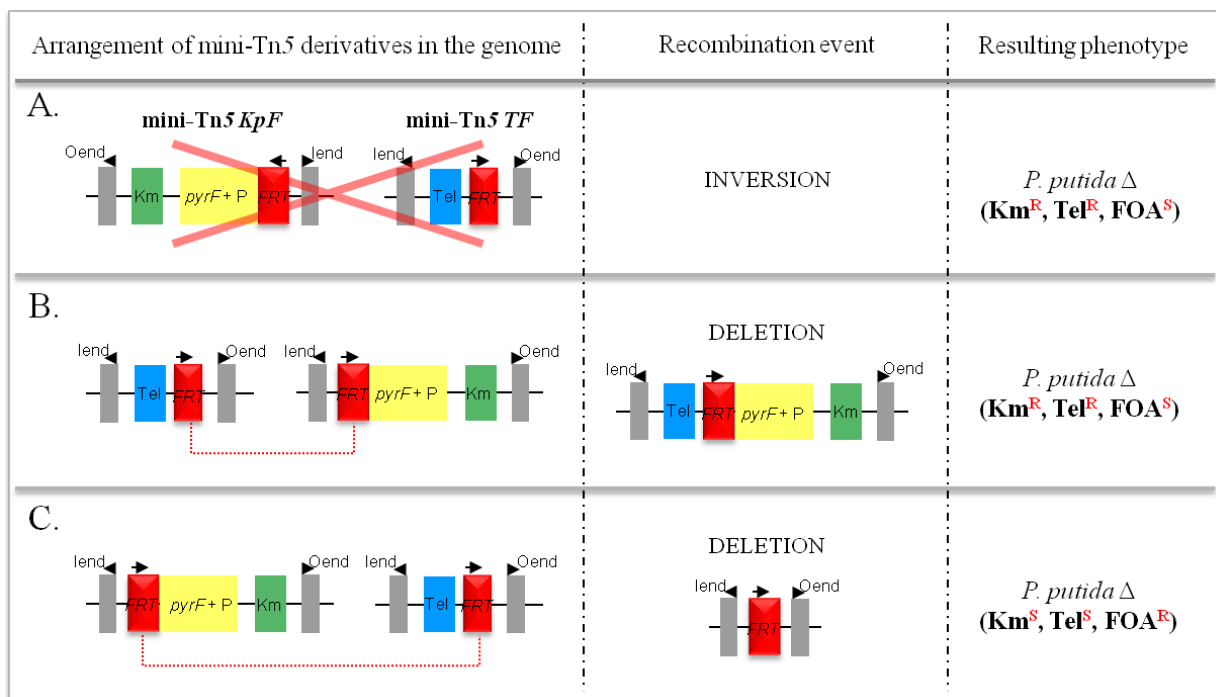 Arrangement of mini-Tn5 derivatives in the genome
Recombination event
Resulting phenotype
A.
mini-Tn5 KpF
mini-Tn5 TF
Oend
Iend
Iend
Oend
Km
pyrF + P
FRT
Tel
FRT
INVERSION
P. putida Δ
(KmR, TelR, FOAS)
B.
Iend
Oend
Iend
Oend
Tel
FRT
FRT
pyrF + P
Km
DELETION
Iend
Oend
Tel
FRT
pyrF + P
Km
P. putida Δ
(KmR, TelR, FOAS)
C.
Iend
Oend
Iend
Oend
FRT
pyrF + P
Km
Tel
FRT
DELETION
Iend
Oend
FRT
P. putida Δ
(KmS, TelS, FOAR)